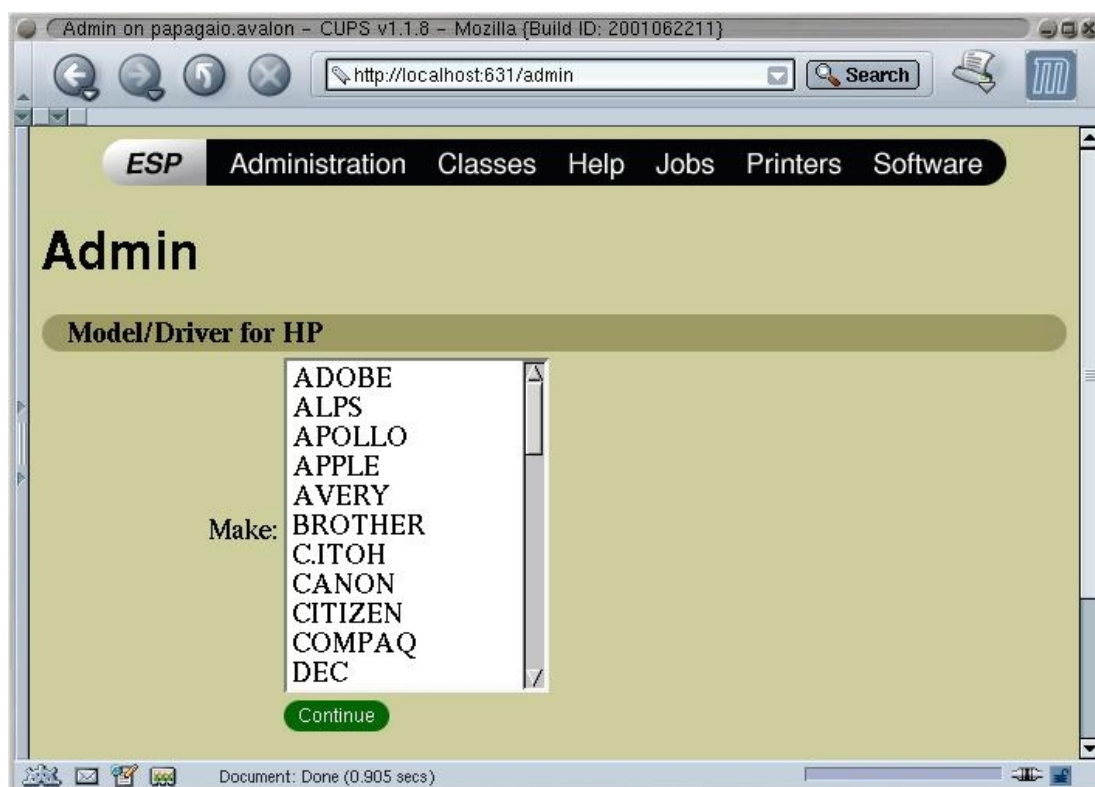 Admin on papagaio.avalon – CUPS v1.1.8 – Mozilla {Build ID: 2001062211}
http://localhost:631/admin
Search
ESP Administration Classes Help Jobs Printers Software
Admin
Model/Driver for HP
ADOBE
ALPS
APOLLO
APPLE
AVERY
Make: BROTHER
C.ITOH
CANON
CITIZEN
COMPAQ
DEC
Continue
Document: Done (0.905 secs)